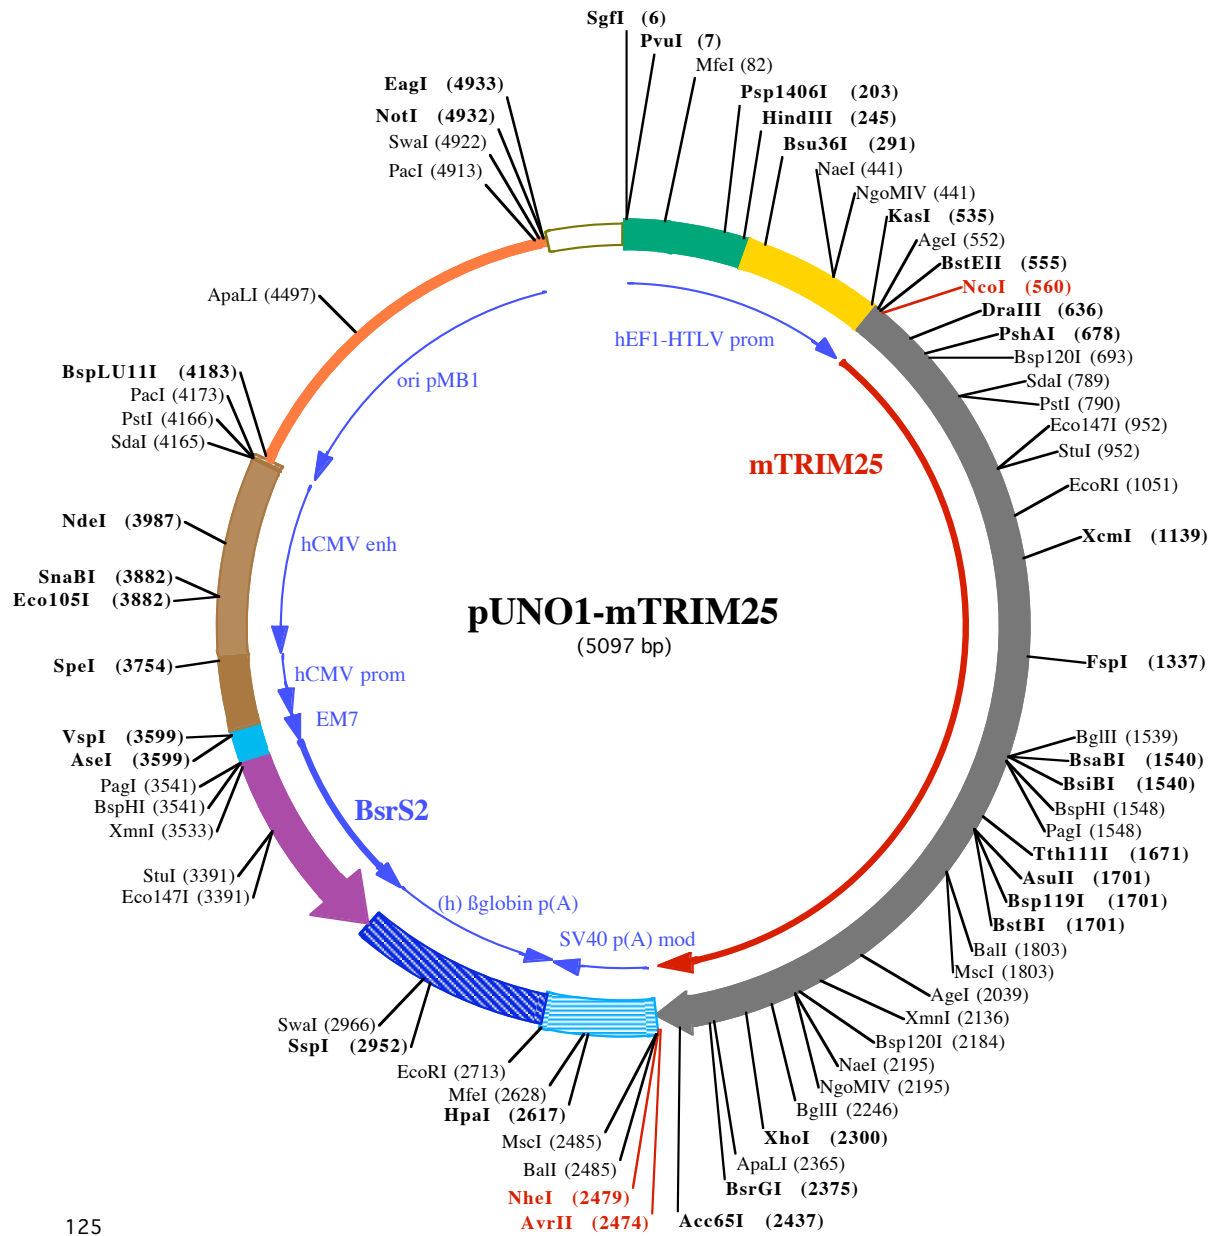 SgfI (6)
PvuI (7)
MfeI (82)
Psp1406I (203)
HindIII (245)
Bsu36I (291)
NaeI (441)
NgoMIV (441)
KasI (535)
AgeI (552)
BstEII (555)
NcoI (560)
DraIII (636)
PshAI (678)
Bsp120I (693)
SdaI (789)
PstI (790)
Eco147I (952)
StuI (952)
EcoRI (1051)
XcmI (1139)
FspI (1337)
BglII (1539)
BsaBI (1540)
BsiBI (1540)
BspHI (1548)
PagI (1548)
Tth111I (1671)
AsuII (1701)
Bsp119I (1701)
BstBI (1701)
BalI (1803)
MscI (1803)
AgeI (2039)
XmnI (2136)
Bsp120I (2184)
NaeI (2195)
NgoMIV (2195)
BglII (2246)
XhoI (2300)
ApaLI (2365)
BsrGI (2375)
Acc65I (2437)
AvrII (2474)
NheI (2479)
BalI (2485)
MscI (2485)
HpaI (2617)
MfeI (2628)
EcoRI (2713)
SspI (2952)
SwaI (2966)
Eco147I (3391)
StuI (3391)
XmnI (3533)
BspHI (3541)
PagI (3541)
AseI (3599)
VspI (3599)
SpeI (3754)
Eco105I (3882)
SnaBI (3882)
NdeI (3987)
SdaI (4165)
PstI (4166)
PacI (4173)
BspLU11I (4183)
ApaLI (4497)
PacI (4913)
SwaI (4922)
NotI (4932)
EagI (4933)
hEF1-HTLV prom
mTRIM25
SV40 p(A) mod
(h) ßglobin p(A)
BsrS2
EM7
hCMV prom
hCMV enh
ori pMB1
pUNO1-mTRIM25
(5097 bp)
125